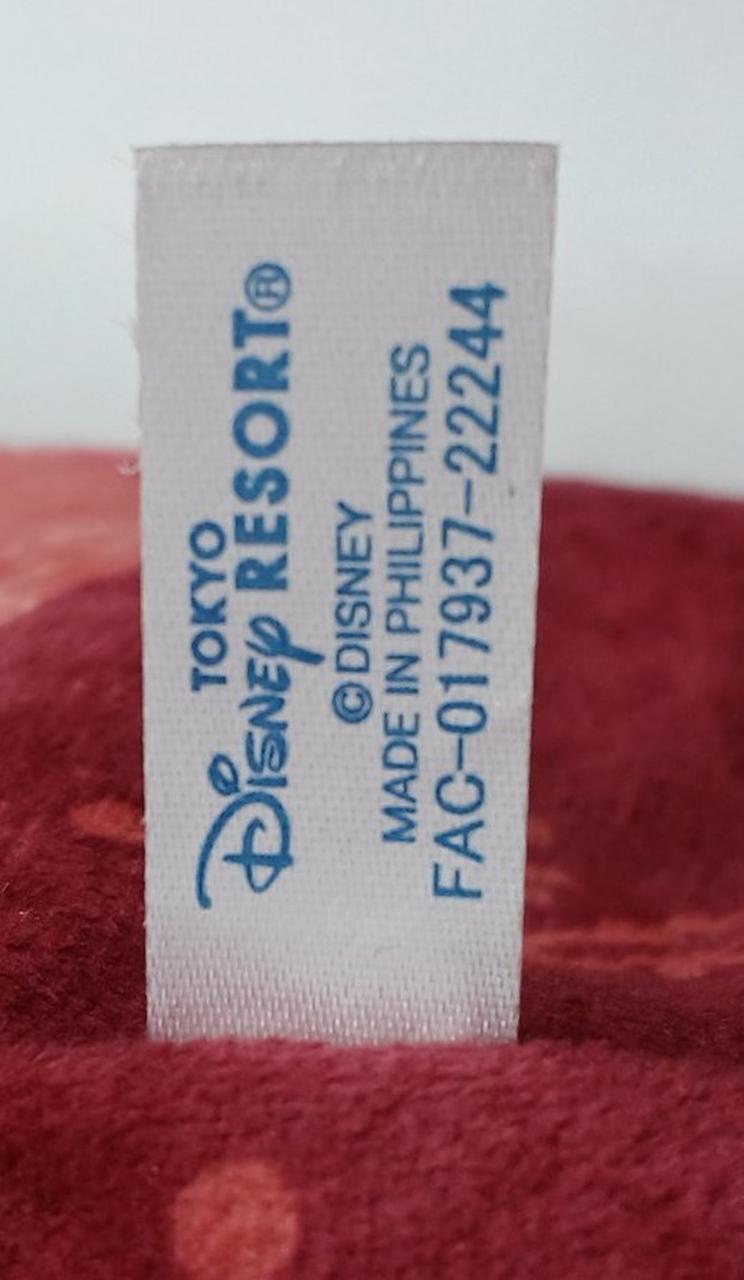 TOKYO
Disney RESORT®
©DISNEY
MADE IN PHILIPPINES
FAC-017937-22244